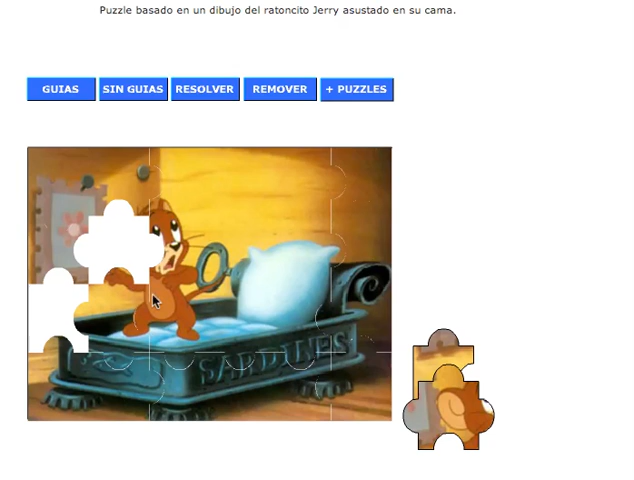 Puzzle basado en un dibujo del ratoncito Jerry asustado en su cama.
GUIAS SIN GUIAS RESOLVER REMOVER + PUZZLES
SARDINES